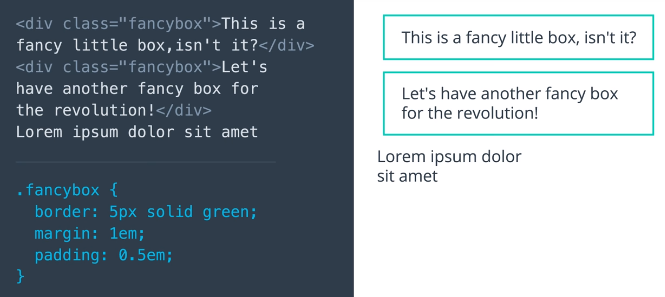 <div class="fancybox">This is a
fancy little box,isn't it?</div>
<div class="fancybox">Let's
have another fancy box for
the revolution!</div>
Lorem ipsum dolor sit amet
.fancybox {
  border: 5px solid green;
  margin: 1em;
  padding: 0.5em;
}
This is a fancy little box, isn't it?
Let's have another fancy box
for the revolution!
Lorem ipsum dolor
sit amet